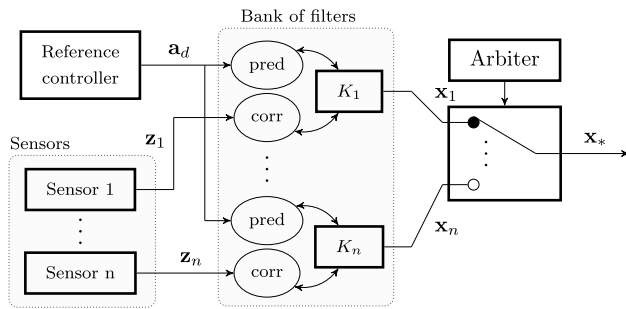 Bank of filters
Reference
controller
a_d
pred
K_1
corr
Arbiter
x_1
x_*
Sensors
z_1
Sensor 1
Sensor n
z_n
pred
K_n
corr
x_n